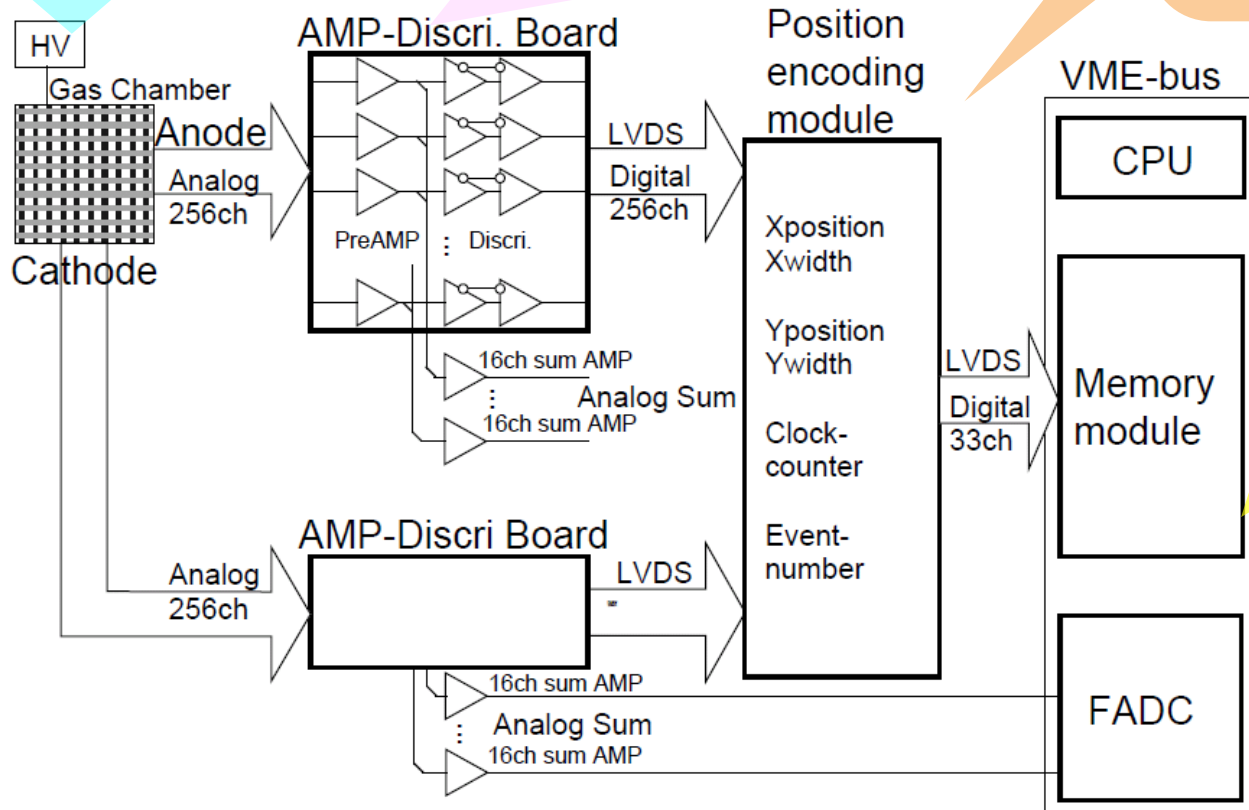 HV
Gas Chamber
Anode
Analog
256ch
Cathode
AMP-Discri. Board
PreAMP
Discri.
16ch sum AMP
Analog Sum
16ch sum AMP
LVDS
Digital
256ch
Analog
256ch
AMP-Discri Board
LVDS
16ch sum AMP
Analog Sum
16ch sum AMP
Position
encoding
module
Xposition
Xwidth
Yposition
Ywidth
Clock-
counter
Event-
number
LVDS
Digital
33ch
VME-bus
CPU
Memory
module
FADC